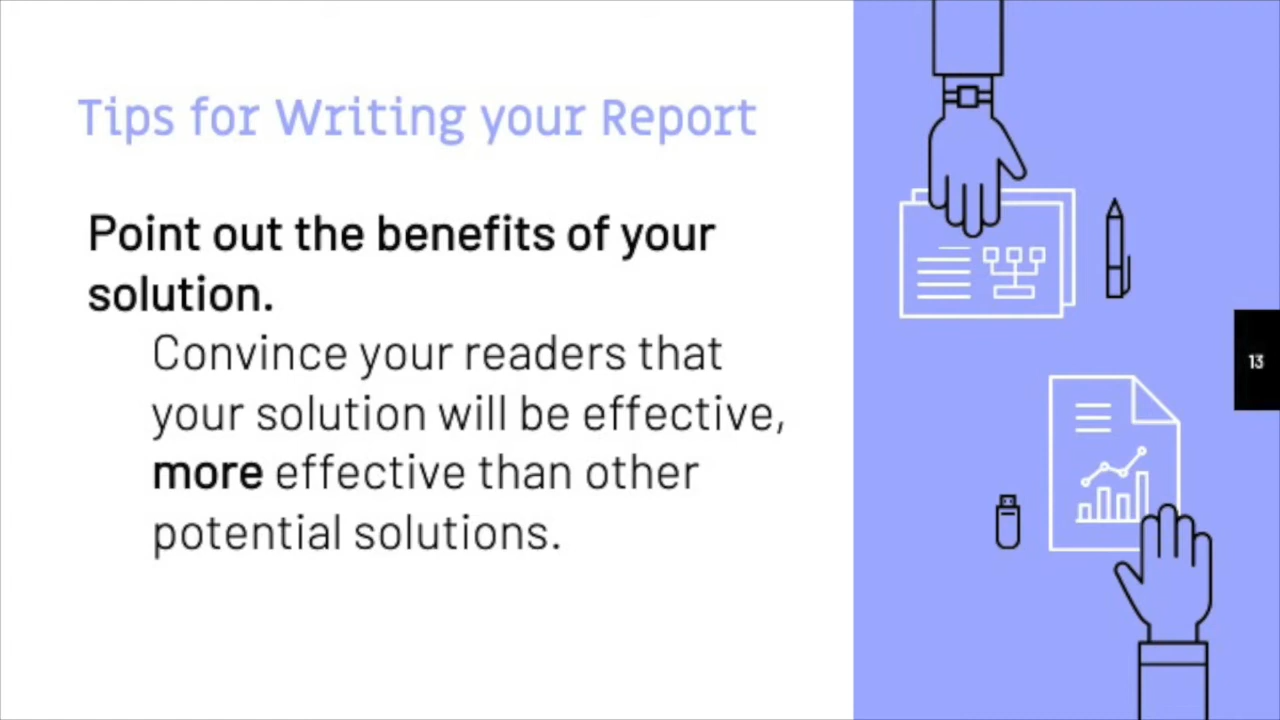 Tips for Writing your Report
Point out the benefits of your
solution.
Convince your readers that
your solution will be effective,
more effective than other
potential solutions.
13